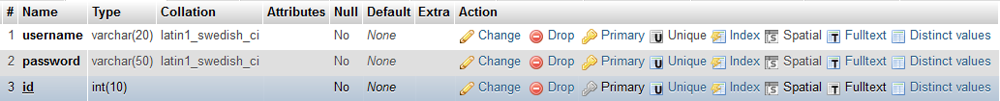 # Name Type Collation Attributes Null Default Extra Action
1 username varchar(20) latin1_swedish_ci No None Change Drop Primary Unique Index Spatial Fulltext Distinct values
2 password varchar(50) latin1_swedish_ci No None Change Drop Primary Unique Index Spatial Fulltext Distinct values
3 id int(10) No None Change Drop Primary Unique Index Spatial Fulltext Distinct values